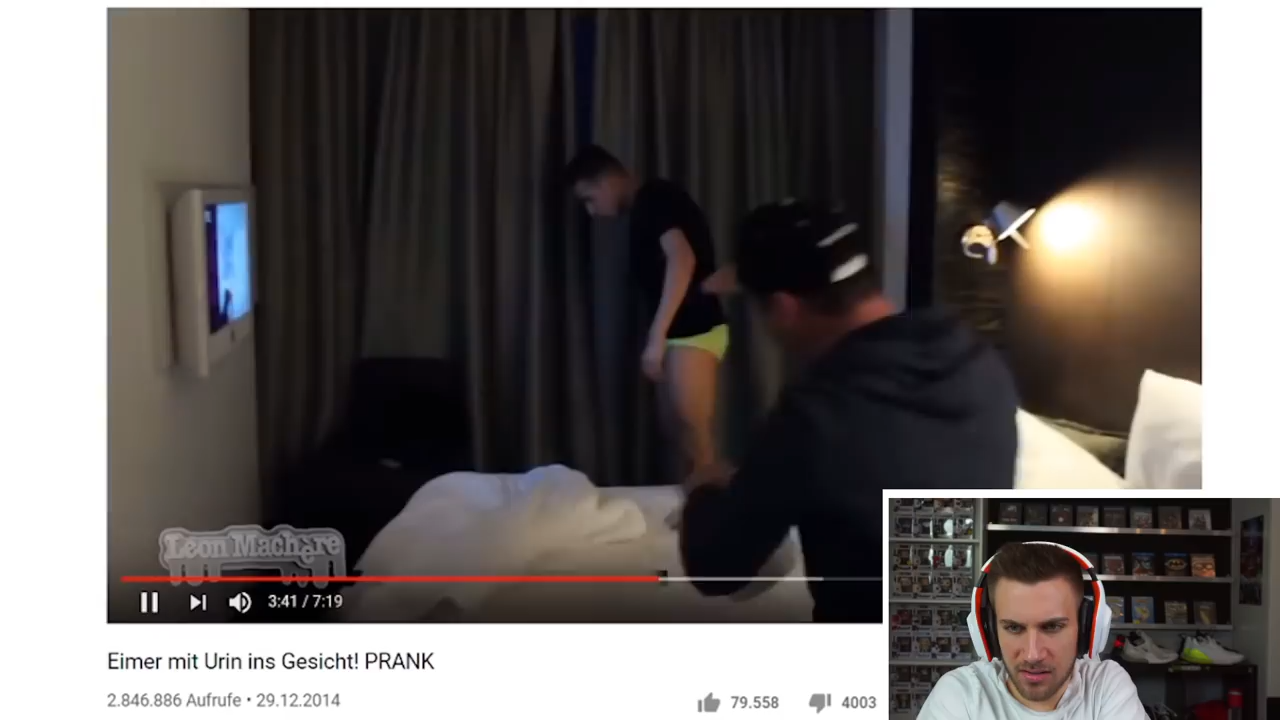 Leon Machère
3:41 / 7:19
Eimer mit Urin ins Gesicht! PRANK
2.846.886 Aufrufe • 29.12.2014
79.558
4003